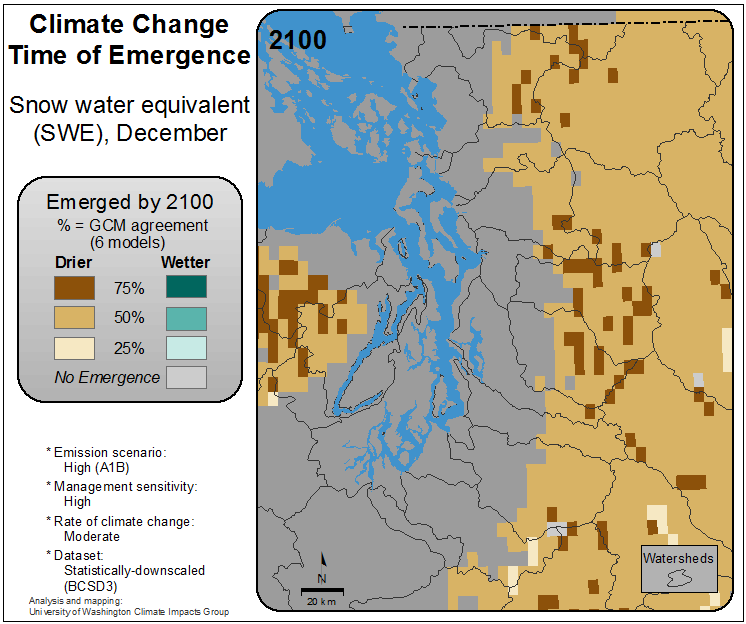 Climate Change
Time of Emergence
Snow water equivalent
(SWE), December
Emerged by 2100
% = GCM agreement
(6 models)
Drier Wetter
75%
50%
25%
No Emergence
* Emission scenario:
High (A1B)
* Management sensitivity:
High
* Rate of climate change:
Moderate
* Dataset:
Statistically-downscaled
(BCSD3)
Analysis and mapping:
University of Washington Climate Impacts Group
2100
N
20 km
Watersheds